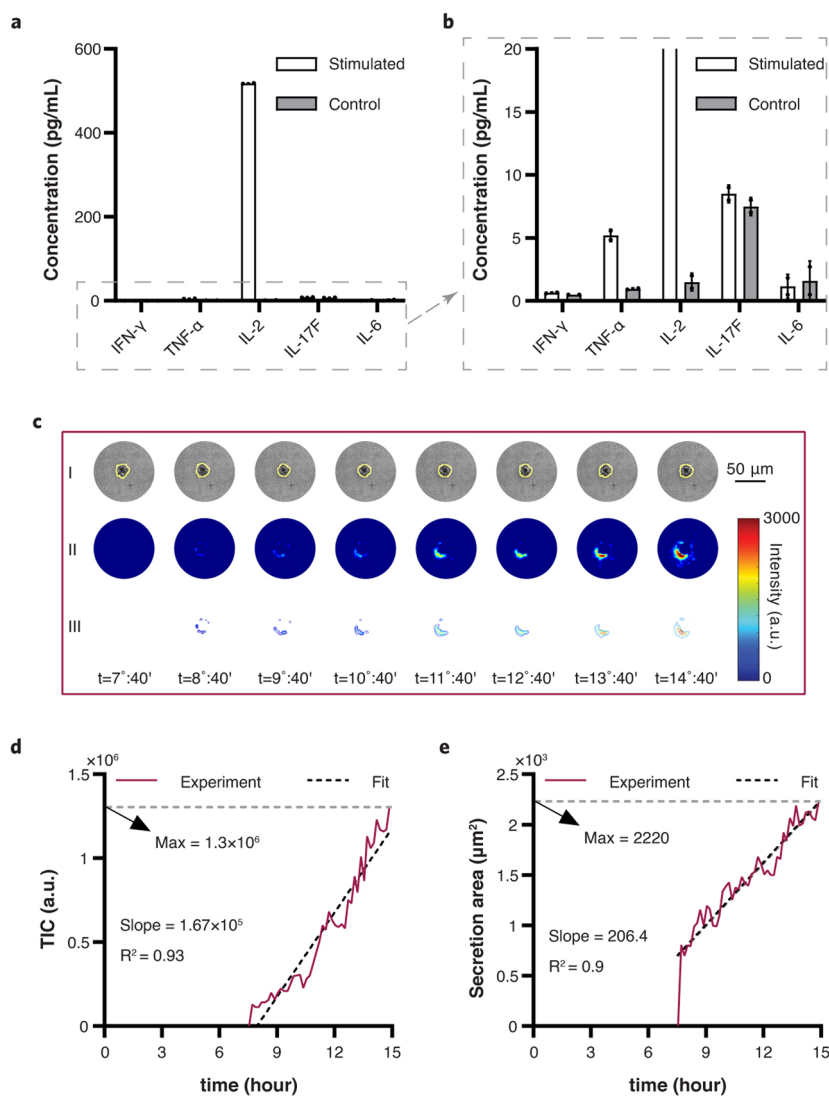 a
600
400
200
0
Concentration (pg/mL)
Stimulated
Control
IFN-γ
TNF-α
IL-2
IL-17F
IL-6
b
20
15
10
5
0
Concentration (pg/mL)
Stimulated
Control
IFN-γ
TNF-α
IL-2
IL-17F
IL-6
c
I
50 μm
II
3000
Intensity (a.u.)
0
III
t=7˚:40' t=8˚:40' t=9˚:40' t=10˚:40' t=11˚:40' t=12˚:40' t=13˚:40' t=14˚:40'
d
×10⁶
1.5
1
0.5
0
TIC (a.u.)
Experiment
Fit
Max = 1.3×10⁶
Slope = 1.67×10⁵
R² = 0.93
0 3 6 9 12 15
time (hour)
e
×10³
2.5
2
1.5
1
0.5
0
Secretion area (μm²)
Experiment
Fit
Max = 2220
Slope = 206.4
R² = 0.9
0 3 6 9 12 15
time (hour)